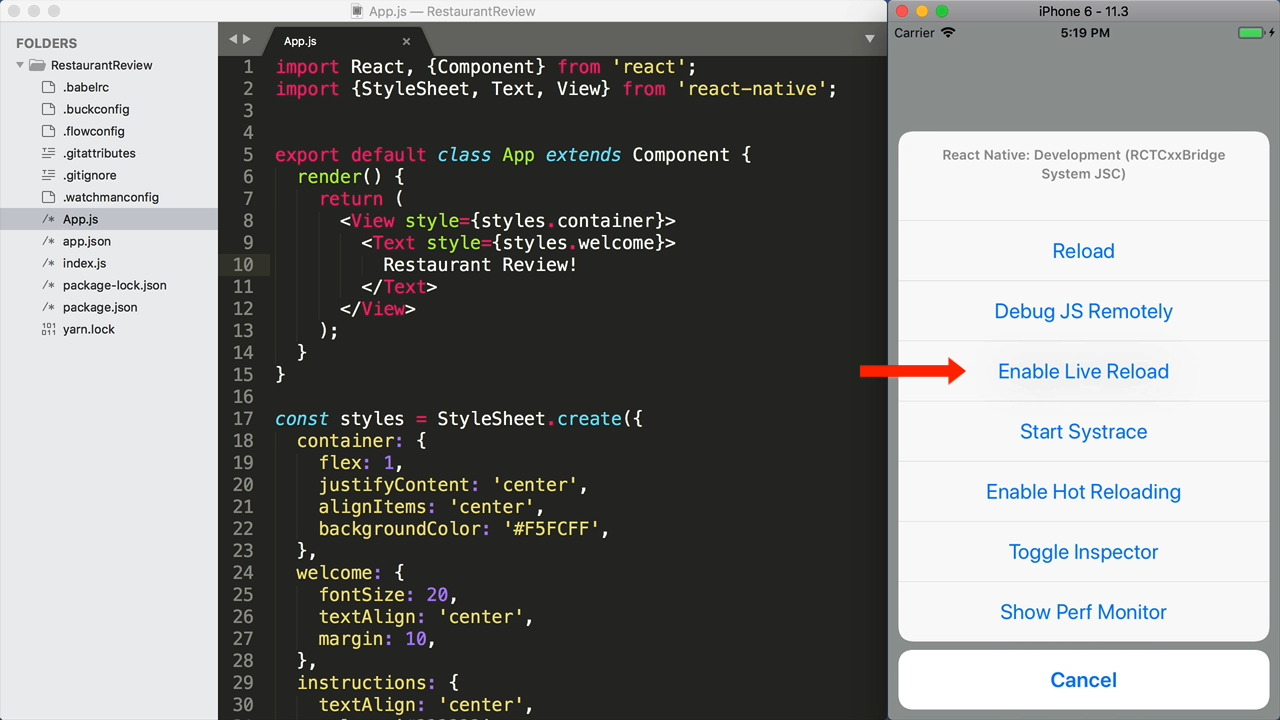 App.js — RestaurantReview
FOLDERS
RestaurantReview
.babelrc
.buckconfig
.flowconfig
.gitattributes
.gitignore
.watchmanconfig
/* App.js
/* app.json
/* index.js
/* package-lock.json
/* package.json
yarn.lock
App.js ×
1 import React, {Component} from 'react';
2 import {StyleSheet, Text, View} from 'react-native';
3
4
5 export default class App extends Component {
6 render() {
7 return (
8 <View style={styles.container}>
9 <Text style={styles.welcome}>
10 Restaurant Review!
11 </Text>
12 </View>
13 );
14 }
15 }
16
17 const styles = StyleSheet.create({
18 container: {
19 flex: 1,
20 justifyContent: 'center',
21 alignItems: 'center',
22 backgroundColor: '#F5FCFF',
23 },
24 welcome: {
25 fontSize: 20,
26 textAlign: 'center',
27 margin: 10,
28 },
29 instructions: {
30 textAlign: 'center',
iPhone 6 - 11.3
Carrier 5:19 PM
React Native: Development (RCTCxxBridge
System JSC)
Reload
Debug JS Remotely
Enable Live Reload
Start Systrace
Enable Hot Reloading
Toggle Inspector
Show Perf Monitor
Cancel